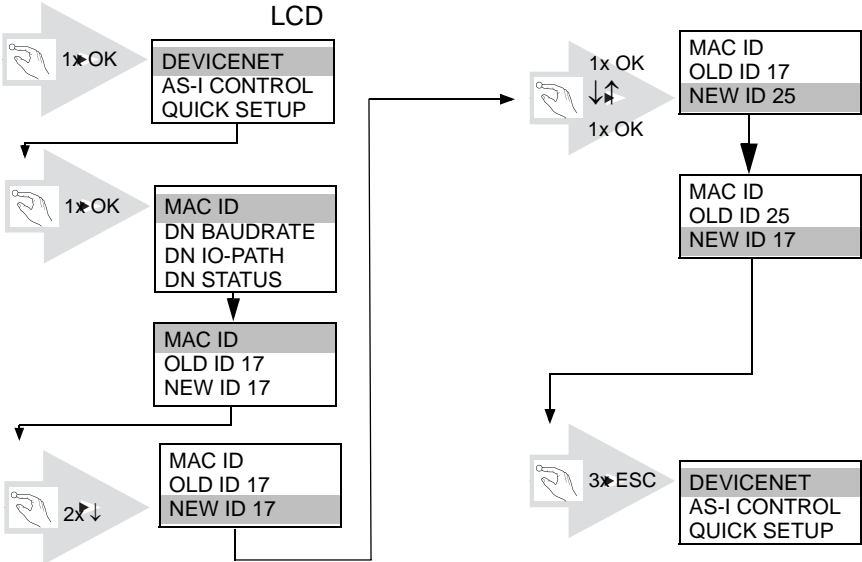 LCD
1x OK
DEVICENET
AS-I CONTROL
QUICK SETUP
1x OK
MAC ID
DN BAUDRATE
DN IO-PATH
DN STATUS
MAC ID
OLD ID 17
NEW ID 17
2x ↓
MAC ID
OLD ID 17
NEW ID 17
1x OK
↓↑
1x OK
MAC ID
OLD ID 17
NEW ID 25
MAC ID
OLD ID 25
NEW ID 17
3x ESC
DEVICENET
AS-I CONTROL
QUICK SETUP